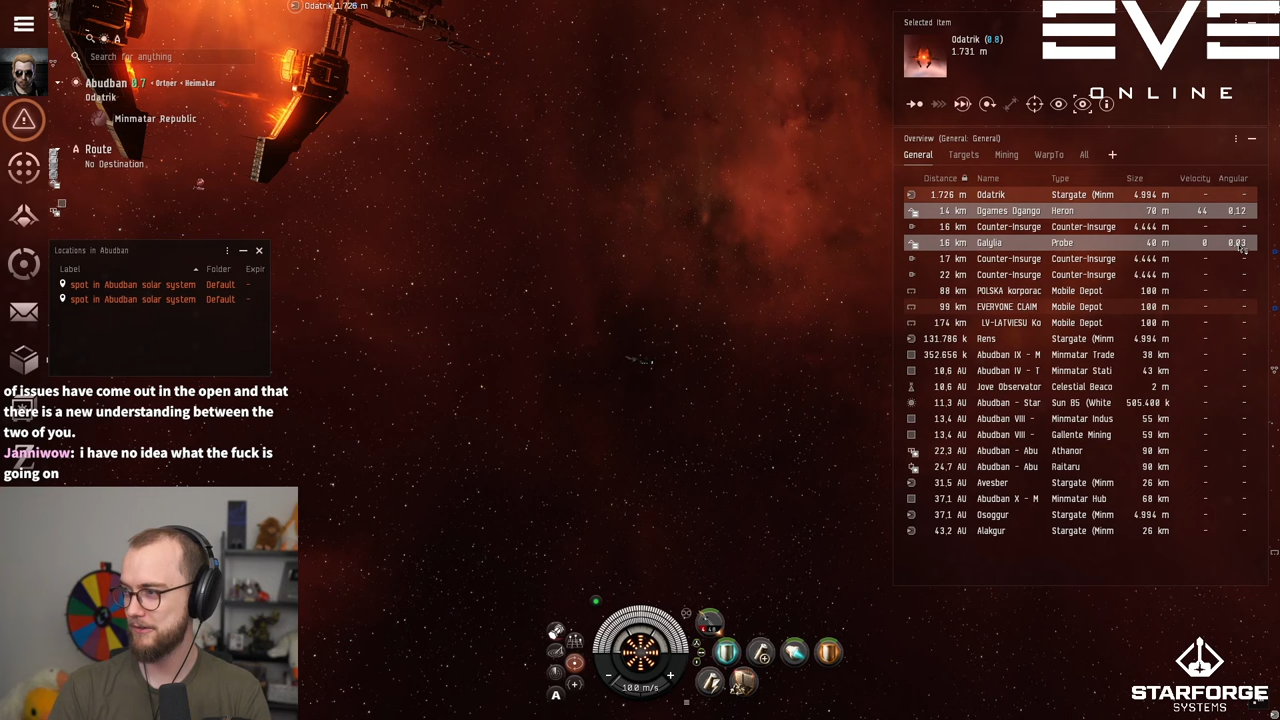 Odatrik 1.726 m
A
Search for anything
Abudban 0.7 • Ortner • Heimatar
Odatrik
Minmatar Republic
A Route
No Destination
Locations in Abudban
Label Folder Expir
spot in Abudban solar system Default -
spot in Abudban solar system Default -
of issues have come out in the open and that
there is a new understanding between the
two of you.
Janniwow: i have no idea what the fuck is
going on
10.0 m/s
A
Selected Item
Odatrik (0.8)
1.731 m
EVE
ONLINE
Overview (General: General)
General Targets Mining WarpTo All +
Distance Name Type Size Velocity Angular
1.726 m Odatrik Stargate (Minm 4.994 m - -
14 km Dgames Dgango Heron 70 m 44 0,12
16 km Counter-Insurge Counter-Insurge 4.444 m - -
16 km Galylia Probe 40 m 0 0,03
17 km Counter-Insurge Counter-Insurge 4.444 m - -
22 km Counter-Insurge Counter-Insurge 4.444 m - -
88 km POLSKA korporac Mobile Depot 100 m - -
99 km EVERYONE CLAIM Mobile Depot 100 m - -
174 km LV-LATVIESU Ko Mobile Depot 100 m - -
131.786 k Rens Stargate (Minm 4.994 m - -
352.656 k Abudban IX - M Minmatar Trade 38 km - -
10,6 AU Abudban IV - T Minmatar Stati 43 km - -
10,6 AU Jove Observator Celestial Beaco 2 m - -
11,3 AU Abudban - Star Sun B5 (White 505.400 k - -
13,4 AU Abudban VIII - Minmatar Indus 55 km - -
13,4 AU Abudban VIII - Gallente Mining 59 km - -
22,3 AU Abudban - Abu Athanor 90 km - -
24,7 AU Abudban - Abu Raitaru 90 km - -
31,5 AU Avesber Stargate (Minm 26 km - -
37,1 AU Abudban X - M Minmatar Hub 68 km - -
37,1 AU Osoggur Stargate (Minm 4.994 m - -
43,2 AU Alakgur Stargate (Minm 26 km - -
STARFORGE
SYSTEMS